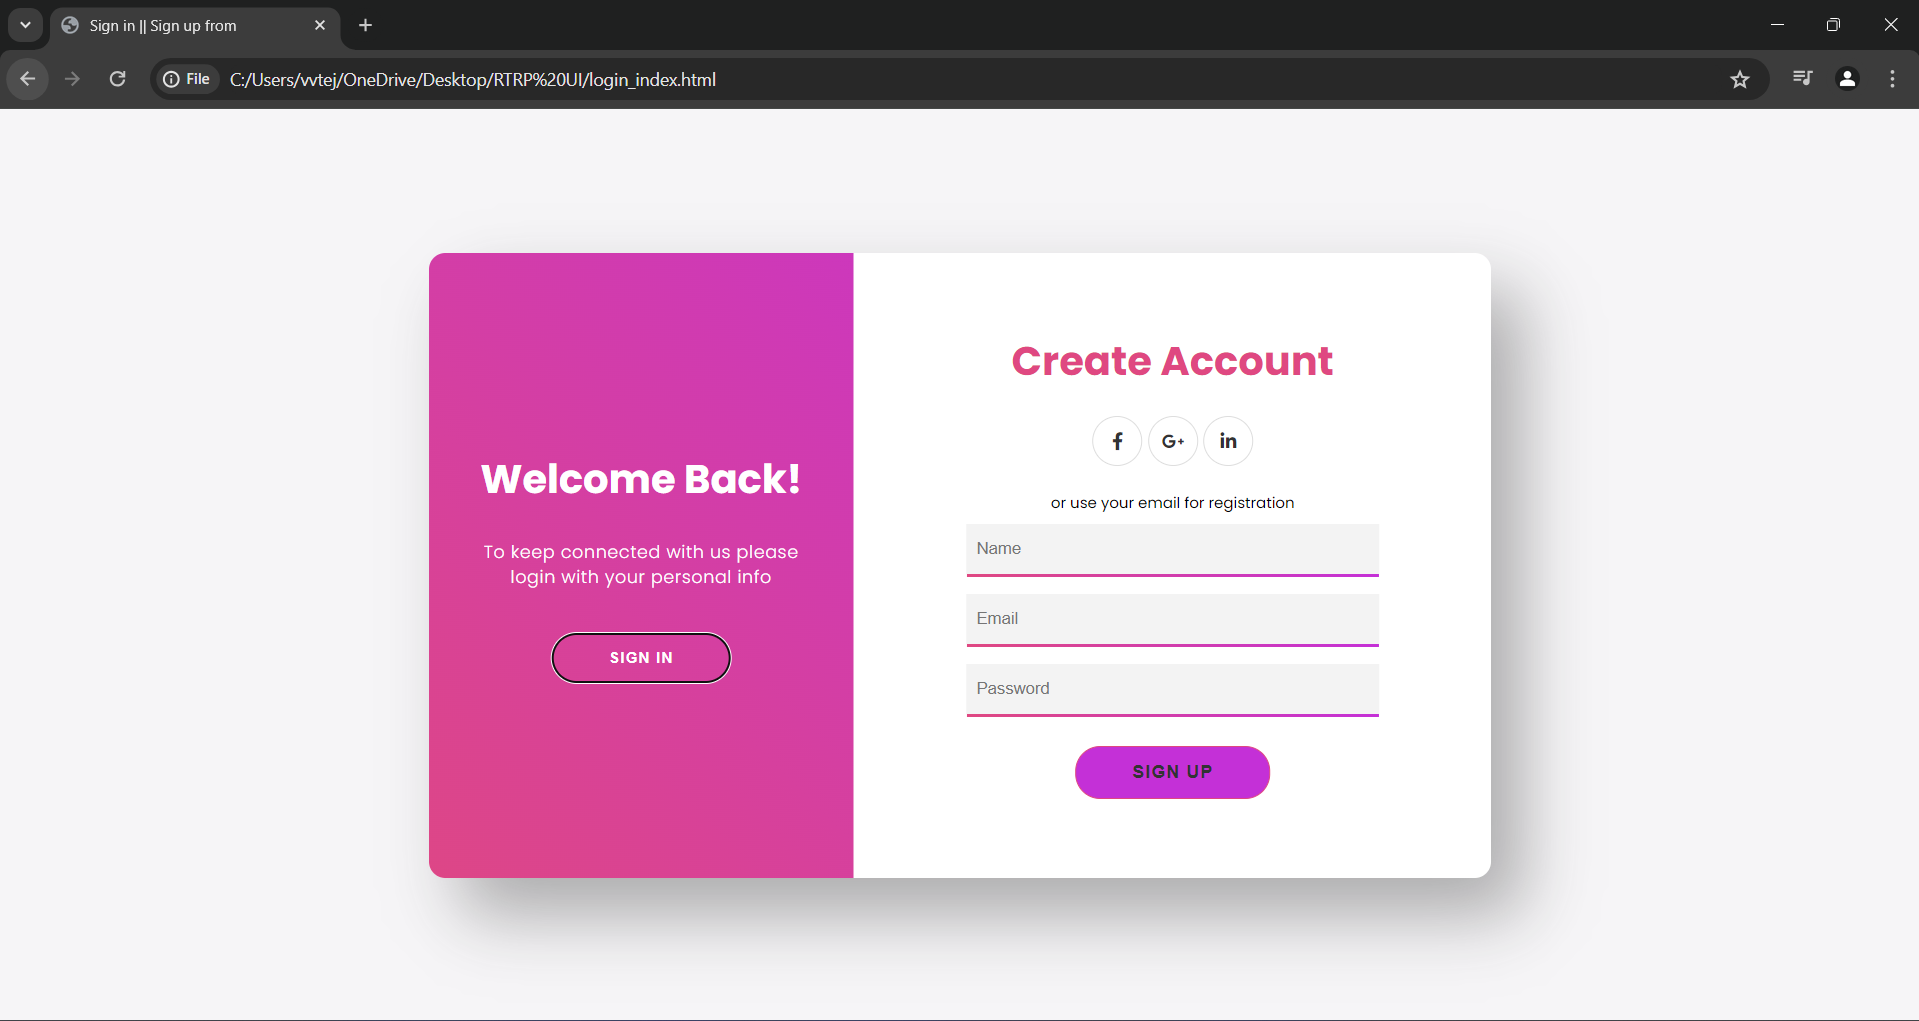 Sign in || Sign up from
File
C:/Users/vvtej/OneDrive/Desktop/RTRP%20UI/login_index.html
Welcome Back!
To keep connected with us please
login with your personal info
SIGN IN
Create Account
f G+ in
or use your email for registration
Name
Email
Password
SIGN UP